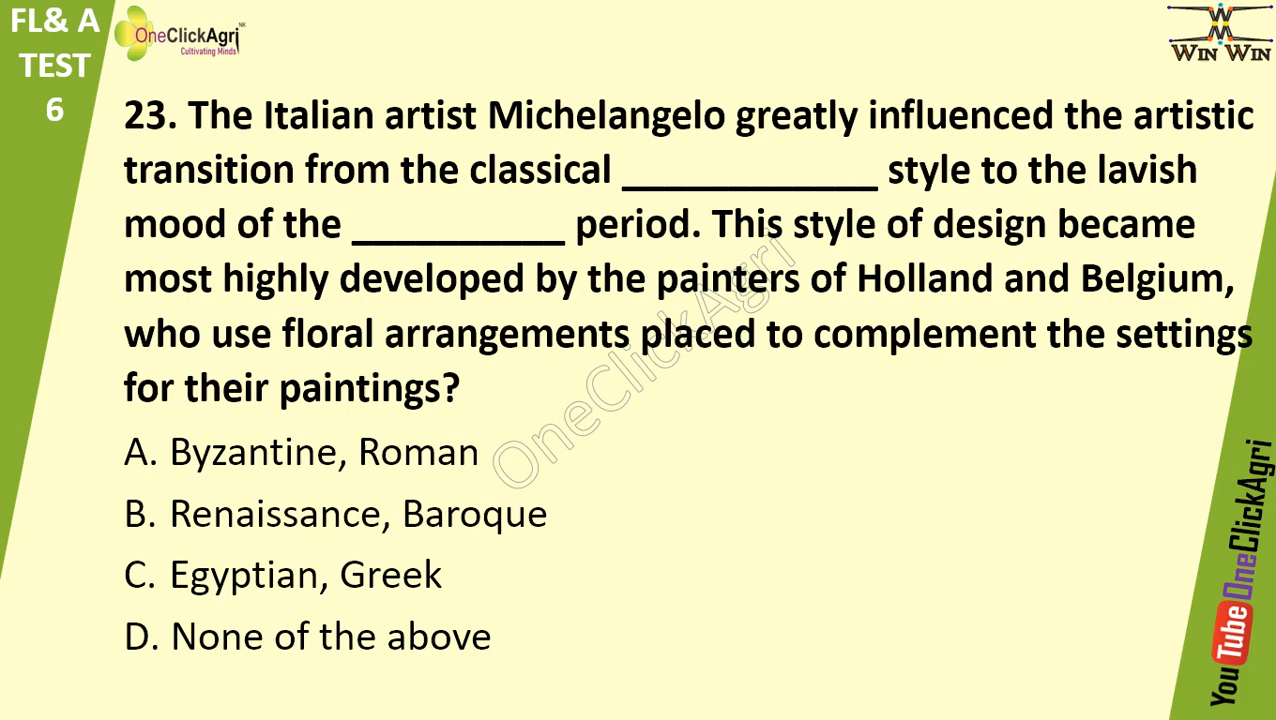 FL& A
TEST
6
OneClickAgri NK
Cultivating Minds
WIN WIN
23. The Italian artist Michelangelo greatly influenced the artistic
transition from the classical ____________ style to the lavish
mood of the __________ period. This style of design became
most highly developed by the painters of Holland and Belgium,
who use floral arrangements placed to complement the settings
for their paintings?
A. Byzantine, Roman
B. Renaissance, Baroque
C. Egyptian, Greek
D. None of the above
OneClickAgri
YouTube OneClickAgri